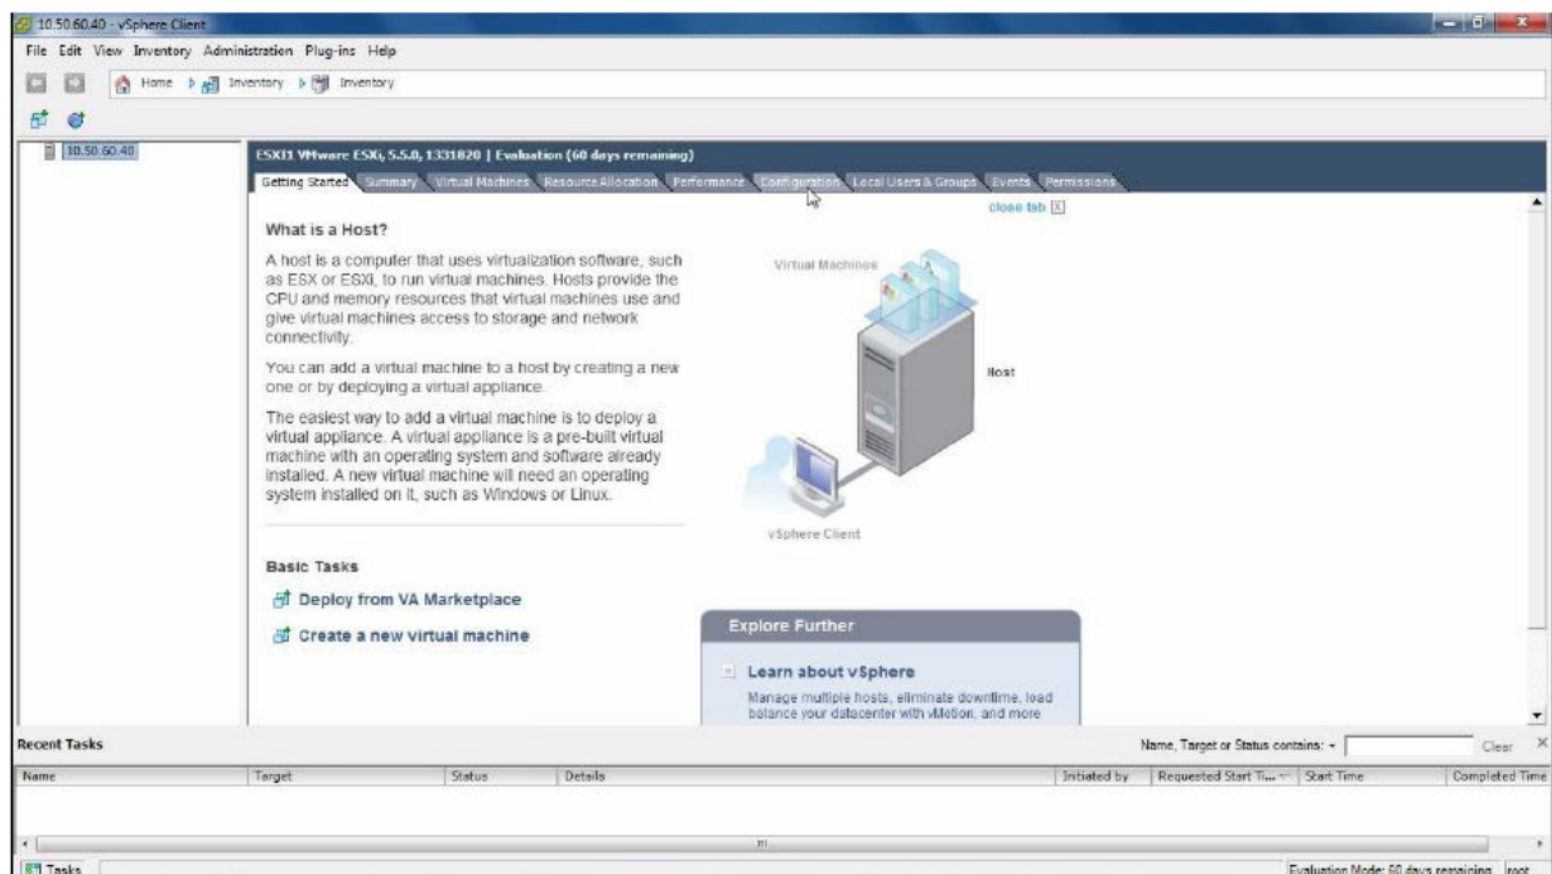 10.50.60.40 - vSphere Client
File Edit View Inventory Administration Plug-ins Help
Home Inventory Inventory
10.50.60.40
ESXI1 VMware ESXi, 5.5.0, 1331820 | Evaluation (60 days remaining)
Getting Started Summary Virtual Machines Resource Allocation Performance Configuration Local Users & Groups Events Permissions
close tab
What is a Host?
A host is a computer that uses virtualization software, such
as ESX or ESXi, to run virtual machines. Hosts provide the
CPU and memory resources that virtual machines use and
give virtual machines access to storage and network
connectivity.
You can add a virtual machine to a host by creating a new
one or by deploying a virtual appliance.
The easiest way to add a virtual machine is to deploy a
virtual appliance. A virtual appliance is a pre-built virtual
machine with an operating system and software already
installed. A new virtual machine will need an operating
system installed on it, such as Windows or Linux.
Virtual Machines
Host
vSphere Client
Basic Tasks
Deploy from VA Marketplace
Create a new virtual machine
Explore Further
Learn about vSphere
Manage multiple hosts, eliminate downtime, load
balance your datacenter with vMotion, and more
Recent Tasks
Name, Target or Status contains: Clear
Name Target Status Details Initiated by Requested Start Ti... Start Time Completed Time
Tasks
Evaluation Mode: 60 days remaining root